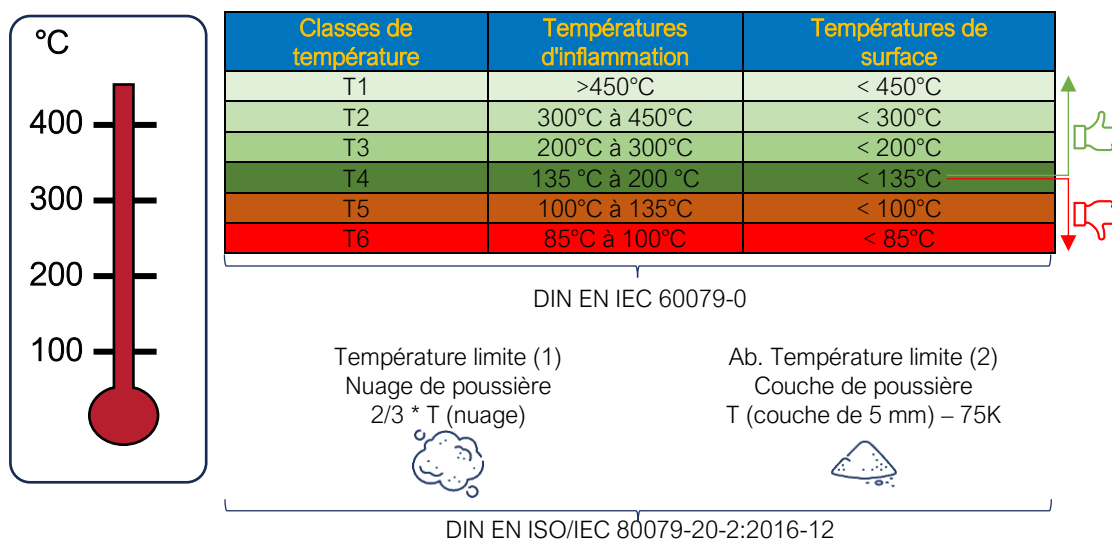 °C
400
300
200
100
Classes de température Températures d'inflammation Températures de surface
T1 >450°C < 450°C
T2 300°C à 450°C < 300°C
T3 200°C à 300°C < 200°C
T4 135 °C à 200 °C < 135°C
T5 100°C à 135°C < 100°C
T6 85°C à 100°C < 85°C
DIN EN IEC 60079-0
Température limite (1)
Nuage de poussière
2/3 * T (nuage)
Ab. Température limite (2)
Couche de poussière
T (couche de 5 mm) – 75K
DIN EN ISO/IEC 80079-20-2:2016-12